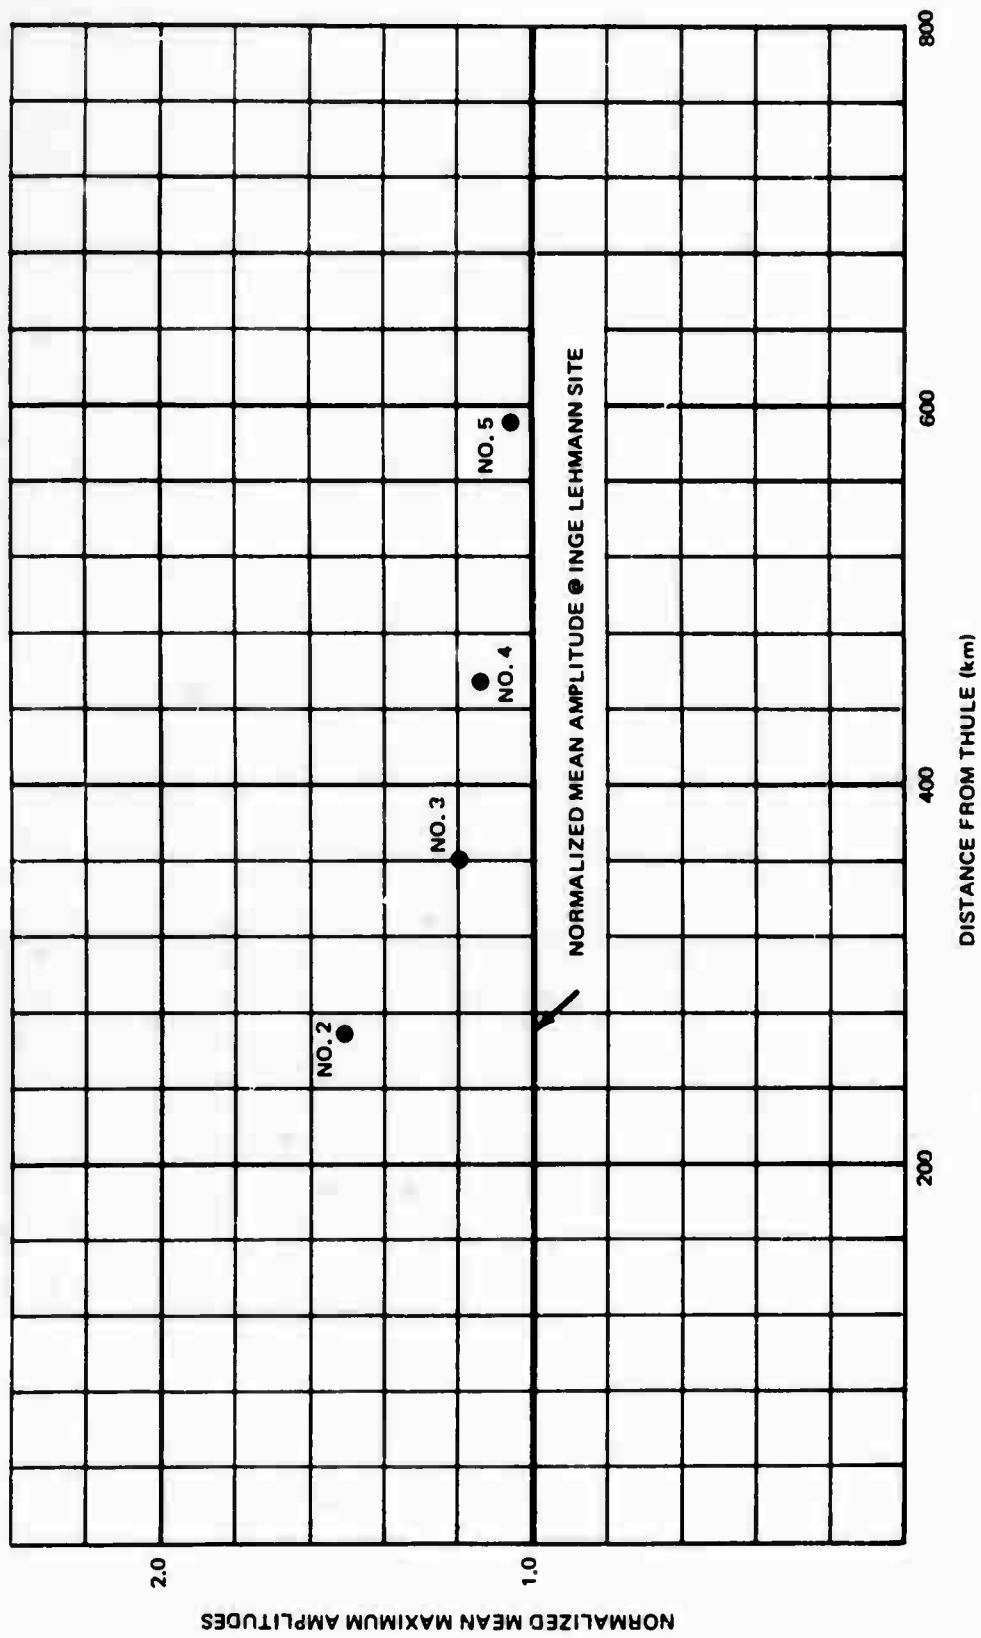 NORMALIZED MEAN MAXIMUM AMPLITUDES
2.0
1.0
NO. 2
NO. 3
NO. 4
NO. 5
NORMALIZED MEAN AMPLITUDE @ INGE LEHMANN SITE
200
400
600
800
DISTANCE FROM THULE (km)